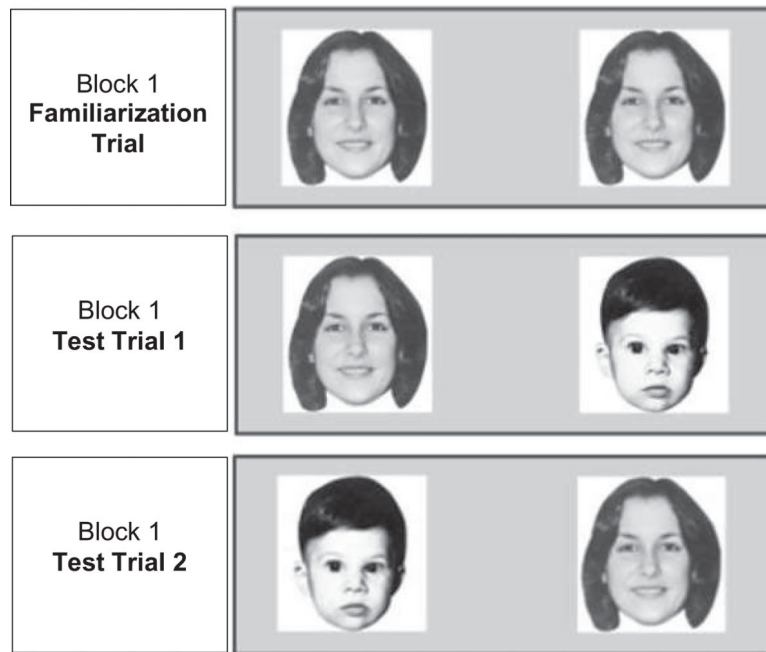 Block 1
Familiarization
Trial
Block 1
Test Trial 1
Block 1
Test Trial 2